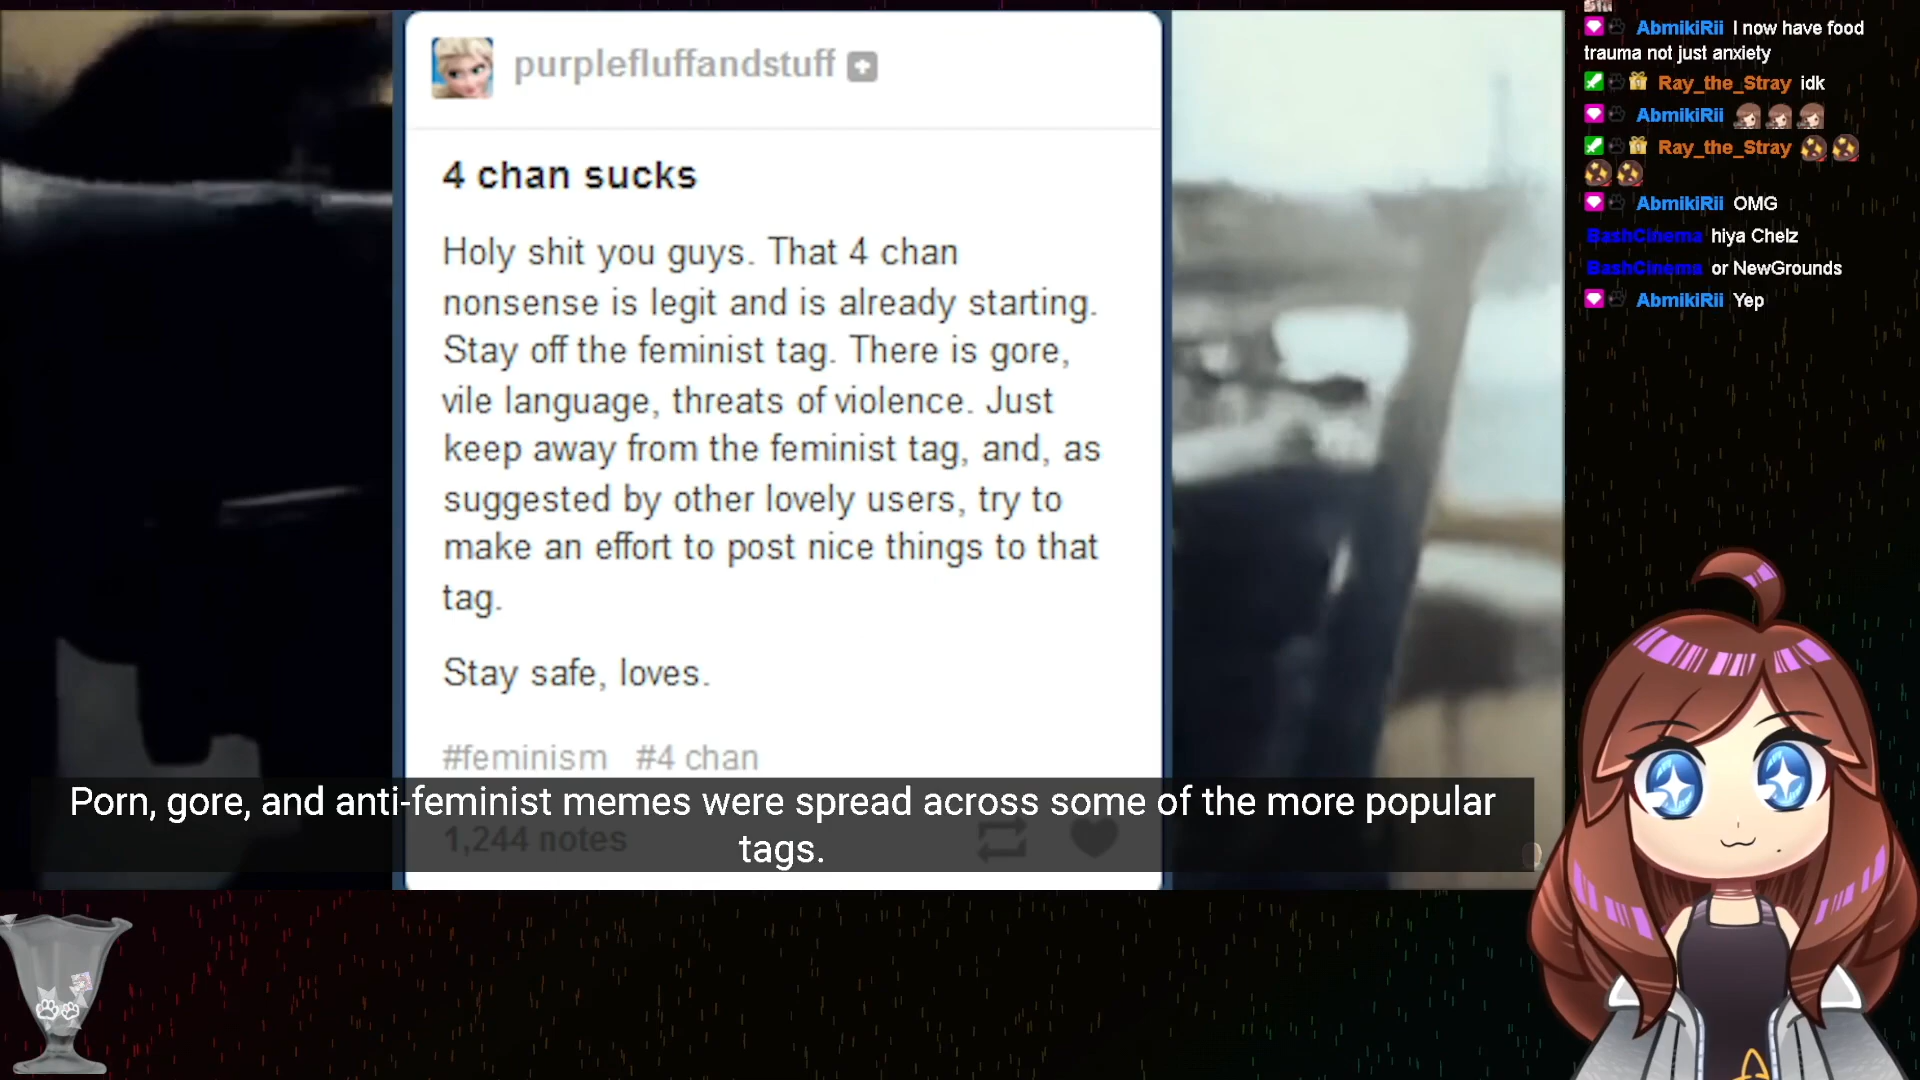 purplefluffandstuff
4 chan sucks
Holy shit you guys. That 4 chan
nonsense is legit and is already starting.
Stay off the feminist tag. There is gore,
vile language, threats of violence. Just
keep away from the feminist tag, and, as
suggested by other lovely users, try to
make an effort to post nice things to that
tag.
Stay safe, loves.
#feminism #4 chan
1,244 notes
Porn, gore, and anti-feminist memes were spread across some of the more popular
tags.
AbmikiRii I now have food
trauma not just anxiety
Ray_the_Stray idk
AbmikiRii
Ray_the_Stray
AbmikiRii OMG
BashCinema hiya Chelz
BashCinema or NewGrounds
AbmikiRii Yep